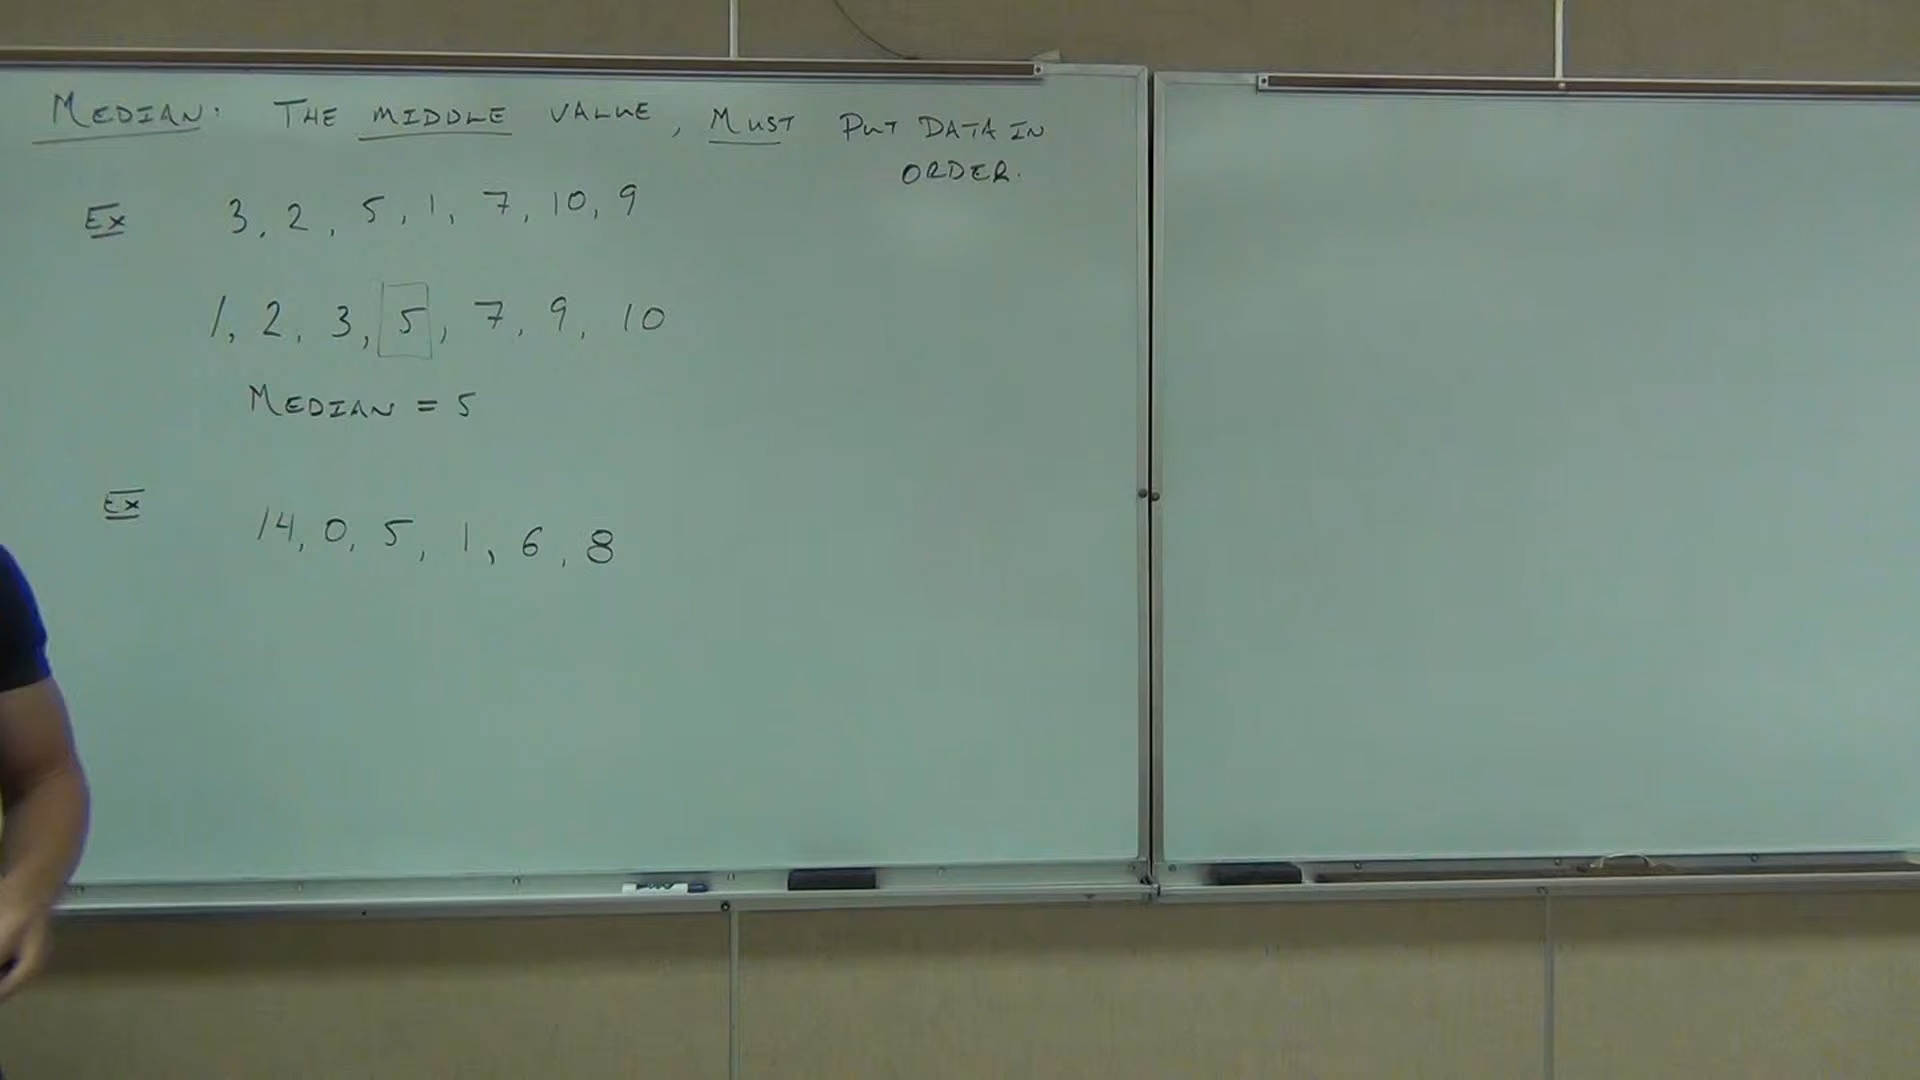 MEDIAN: THE MIDDLE VALUE, MUST PUT DATA IN
ORDER.
Ex 3, 2, 5, 1, 7, 10, 9
1, 2, 3, 5, 7, 9, 10
MEDIAN = 5
Ex 14, 0, 5, 1, 6, 8